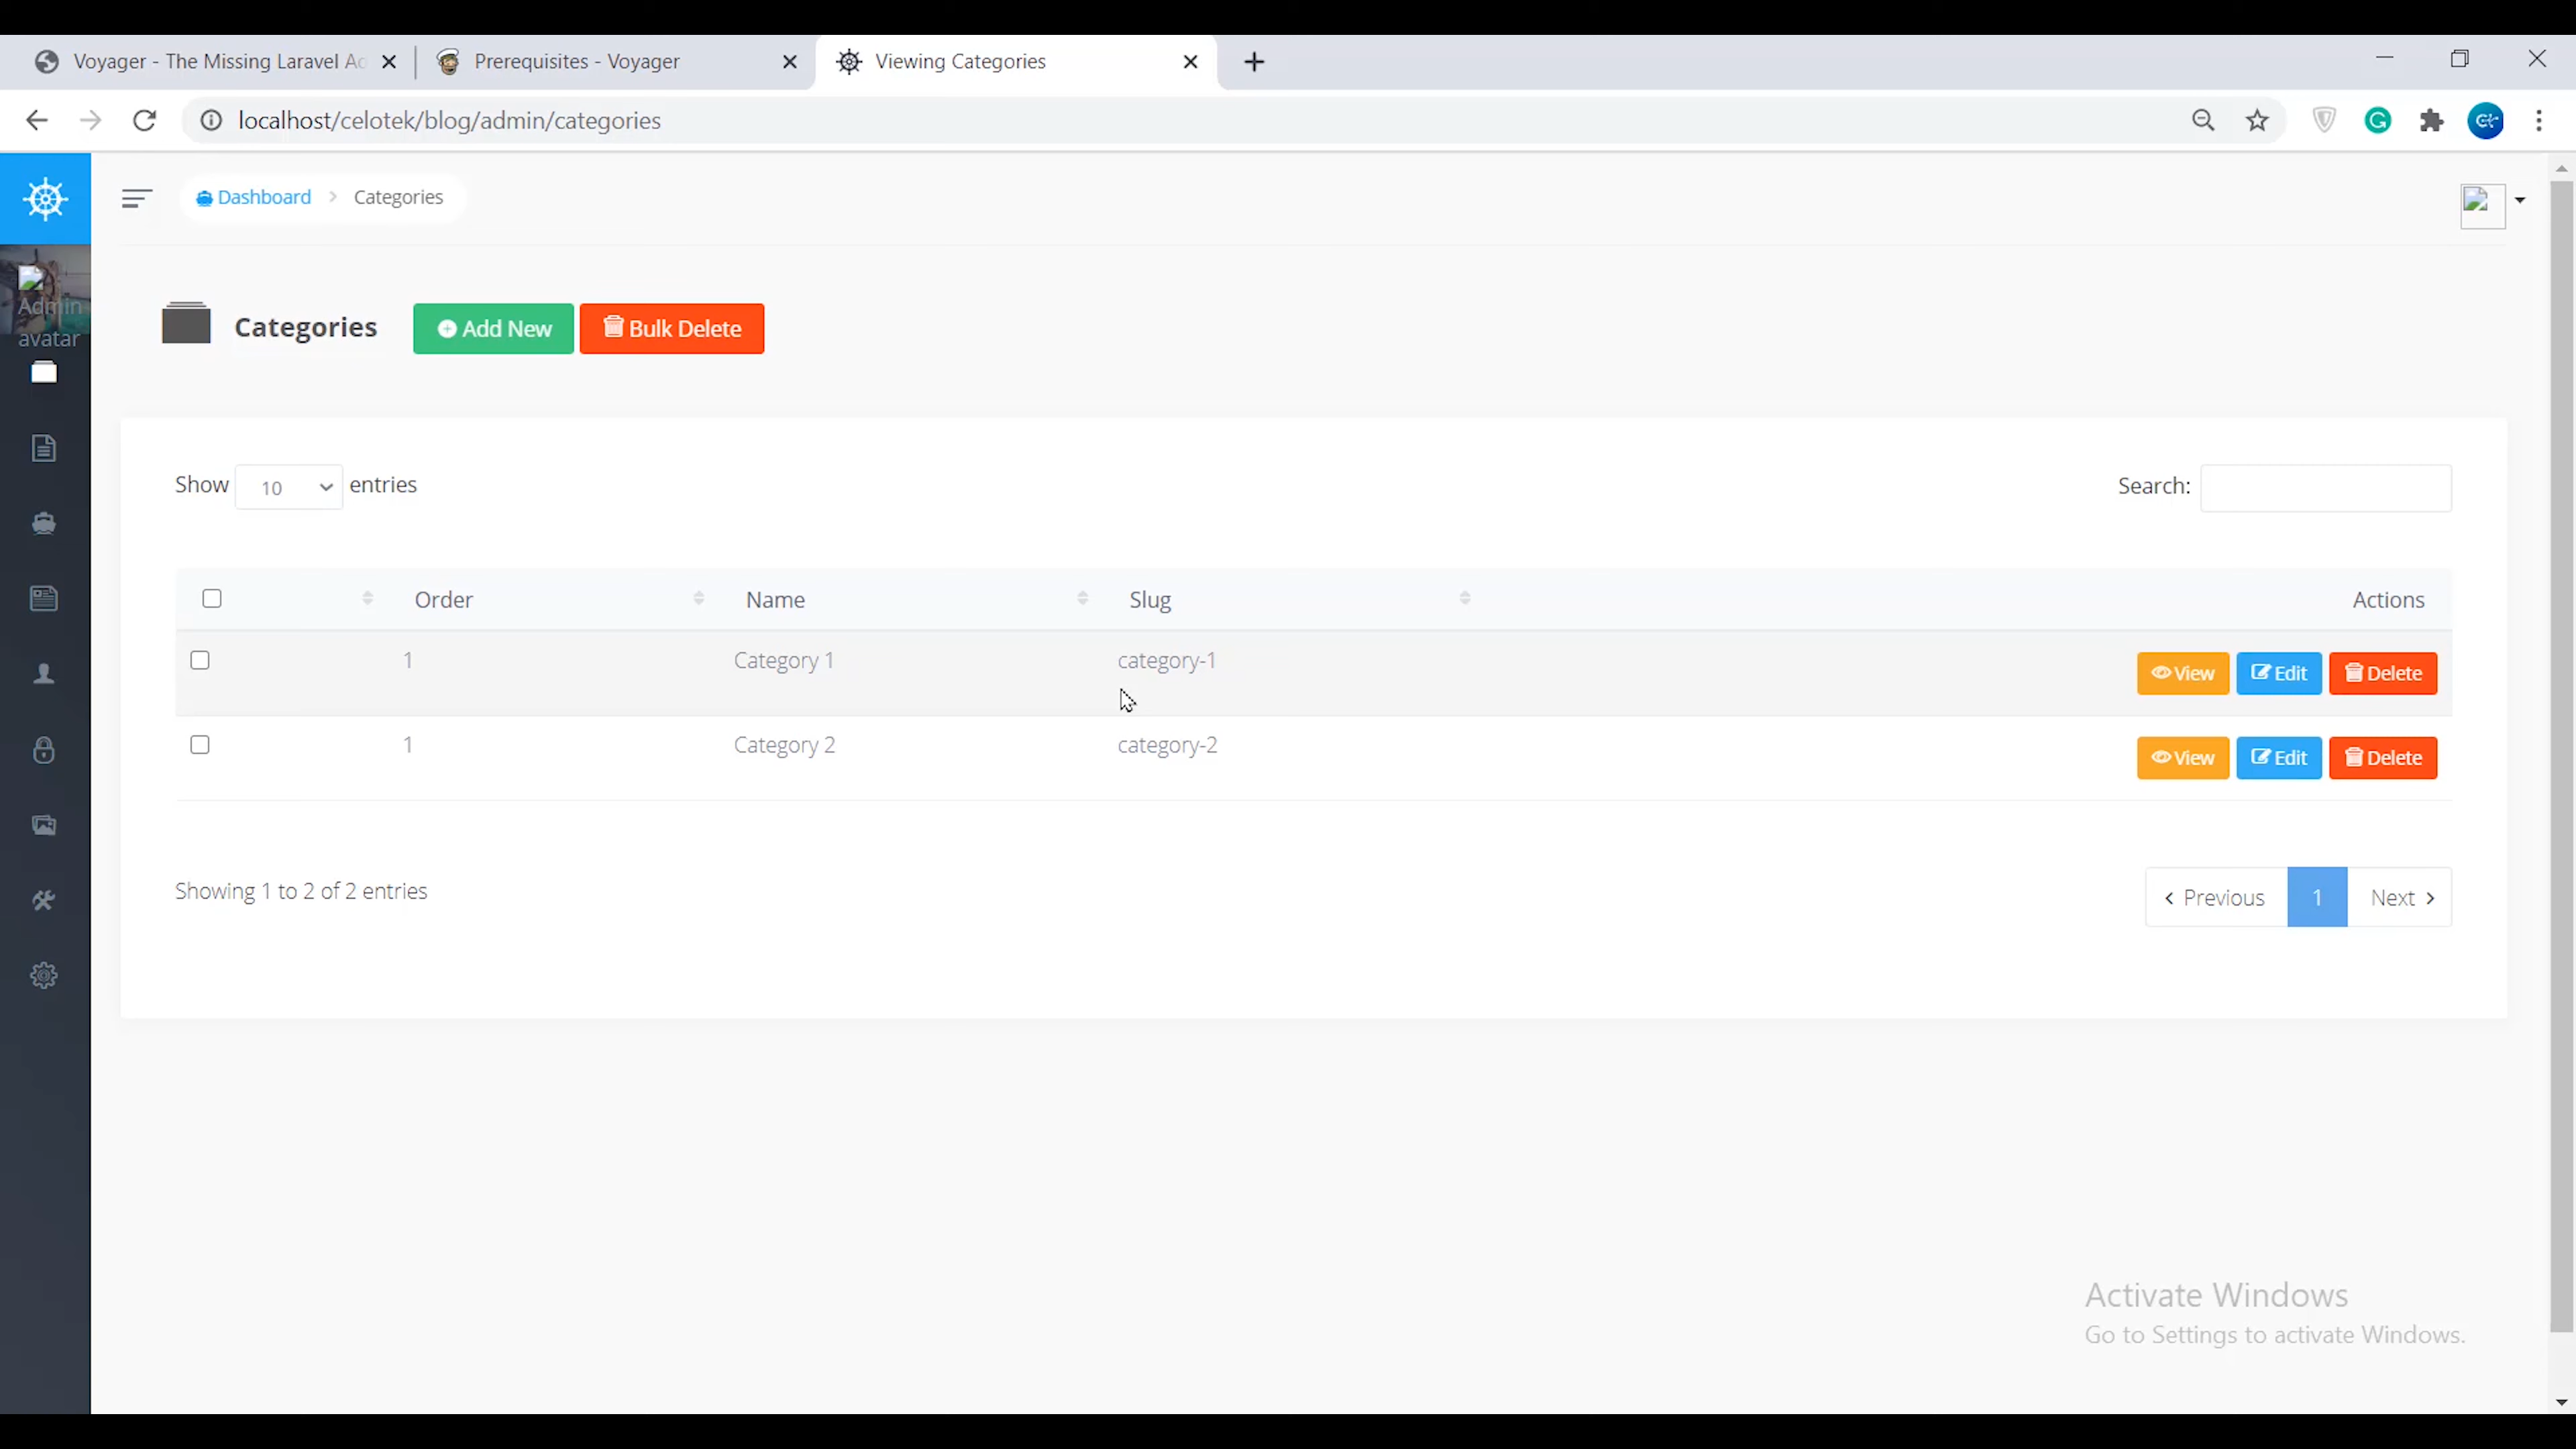 Voyager - The Missing Laravel Ad
Prerequisites - Voyager
Viewing Categories
localhost/celotek/blog/admin/categories
Dashboard > Categories
Admin
avatar
Categories
Add New
Bulk Delete
Show 10 entries
Search:
Order Name Slug Actions
1 Category 1 category-1 View Edit Delete
1 Category 2 category-2 View Edit Delete
Showing 1 to 2 of 2 entries
‹ Previous 1 Next ›
Activate Windows
Go to Settings to activate Windows.